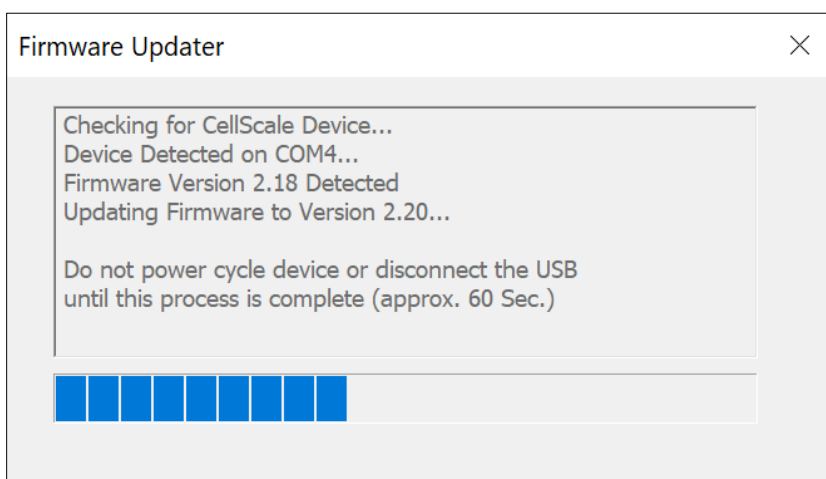 Firmware Updater
Checking for CellScale Device...
Device Detected on COM4...
Firmware Version 2.18 Detected
Updating Firmware to Version 2.20...
Do not power cycle device or disconnect the USB
until this process is complete (approx. 60 Sec.)